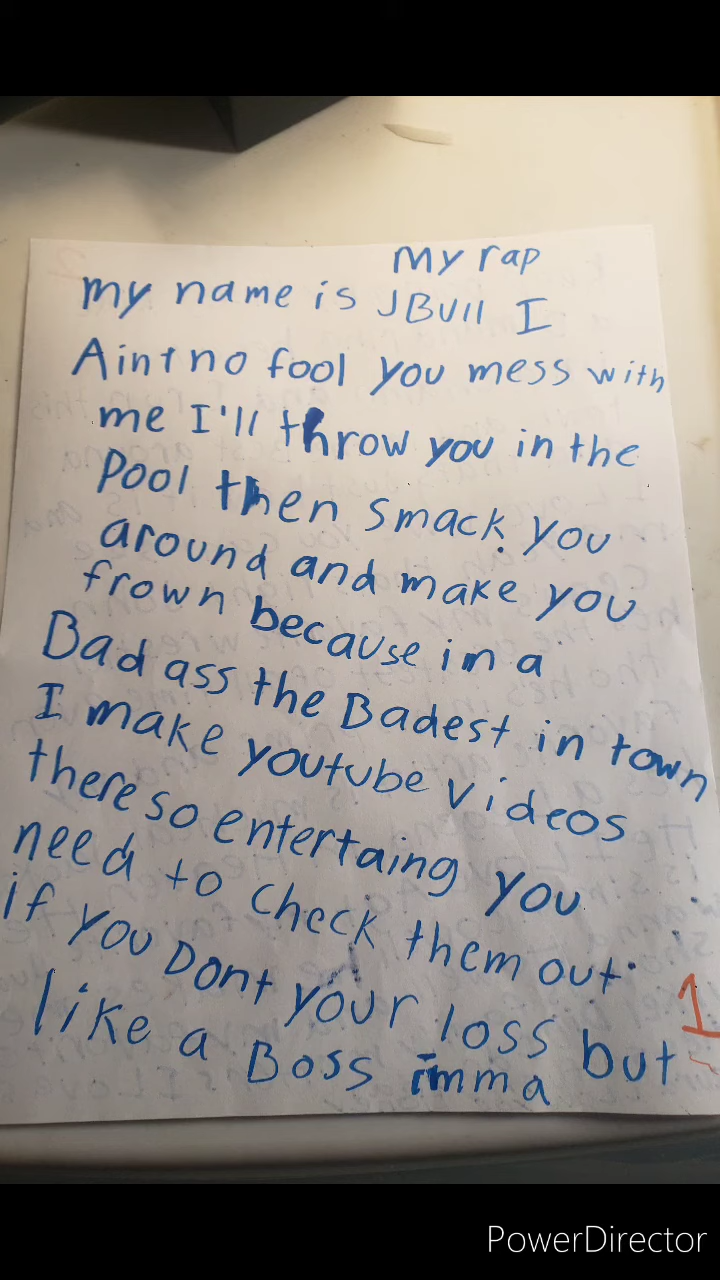 My rap
my name is JBull I
Aint no fool you mess with
me I'll throw you in the
Pool then smack you
around and make you
frown because im a
Bad ass the Badest in town
I make youtube videos
there so entertaing you
need to check them out
if you Dont your loss but
like a Boss imma
1
PowerDirector